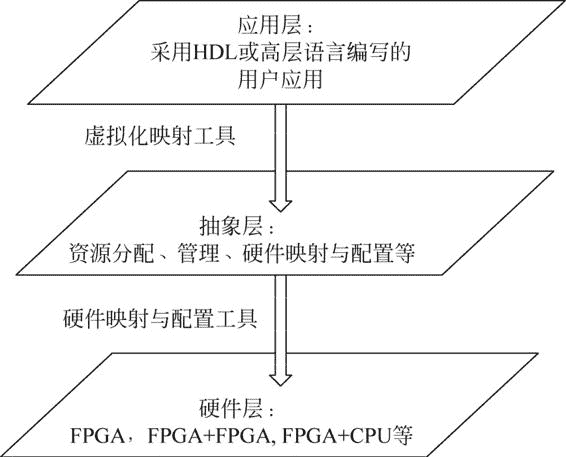 应用层：
采用HDL或高层语言编写的
用户应用
虚拟化映射工具
抽象层：
资源分配、管理、硬件映射与配置等
硬件映射与配置工具
硬件层：
FPGA，FPGA+FPGA, FPGA+CPU等